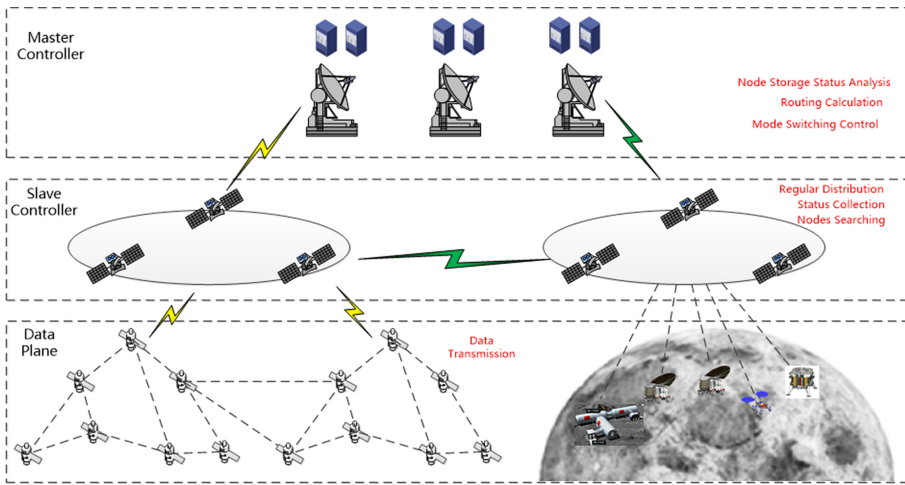 Master
Controller
Node Storage Status Analysis
Routing Calculation
Mode Switching Control
Slave
Controller
Regular Distribution
Status Collection
Nodes Searching
Data
Plane
Data
Transmission